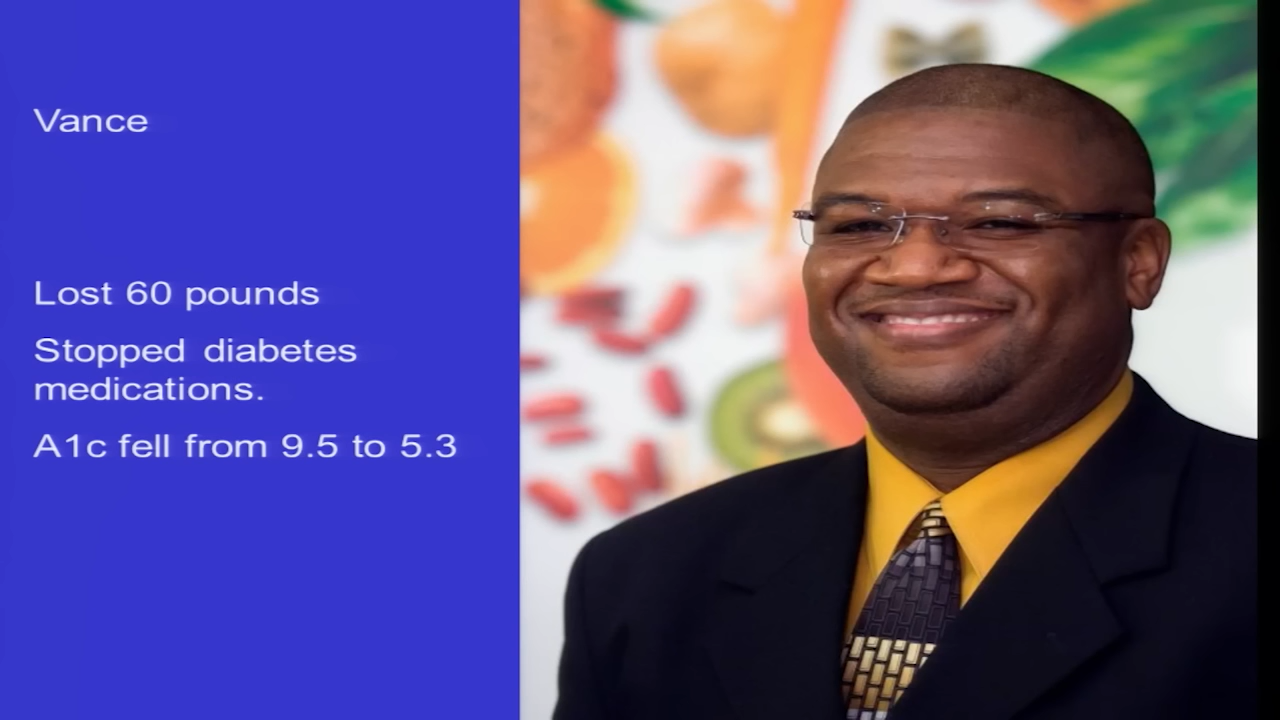 Vance
Lost 60 pounds
Stopped diabetes
medications.
A1c fell from 9.5 to 5.3